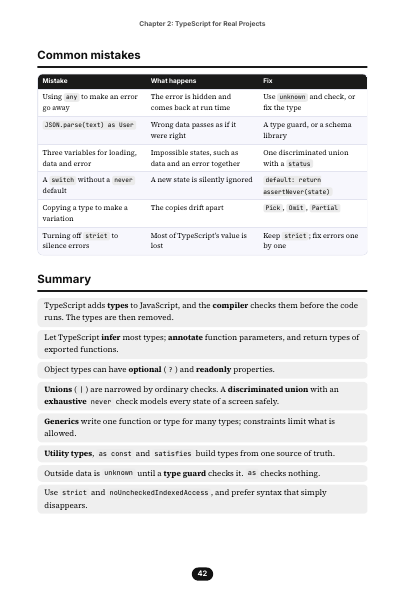 Chapter 2: TypeScript for Real Projects
Common mistakes
Mistake What happens Fix
Using any to make an error go away The error is hidden and comes back at run time Use unknown and check, or fix the type
JSON.parse(text) as User Wrong data passes as if it were right A type guard, or a schema library
Three variables for loading, data and error Impossible states, such as data and an error together One discriminated union with a status
A switch without a never default A new state is silently ignored default: return assertNever(state)
Copying a type to make a variation The copies drift apart Pick, Omit, Partial
Turning off strict to silence errors Most of TypeScript's value is lost Keep strict; fix errors one by one
Summary
TypeScript adds types to JavaScript, and the compiler checks them before the code
runs. The types are then removed.
Let TypeScript infer most types; annotate function parameters, and return types of
exported functions.
Object types can have optional (?) and readonly properties.
Unions (|) are narrowed by ordinary checks. A discriminated union with an
exhaustive never check models every state of a screen safely.
Generics write one function or type for many types; constraints limit what is
allowed.
Utility types, as const and satisfies build types from one source of truth.
Outside data is unknown until a type guard checks it. as checks nothing.
Use strict and noUncheckedIndexedAccess, and prefer syntax that simply
disappears.
42